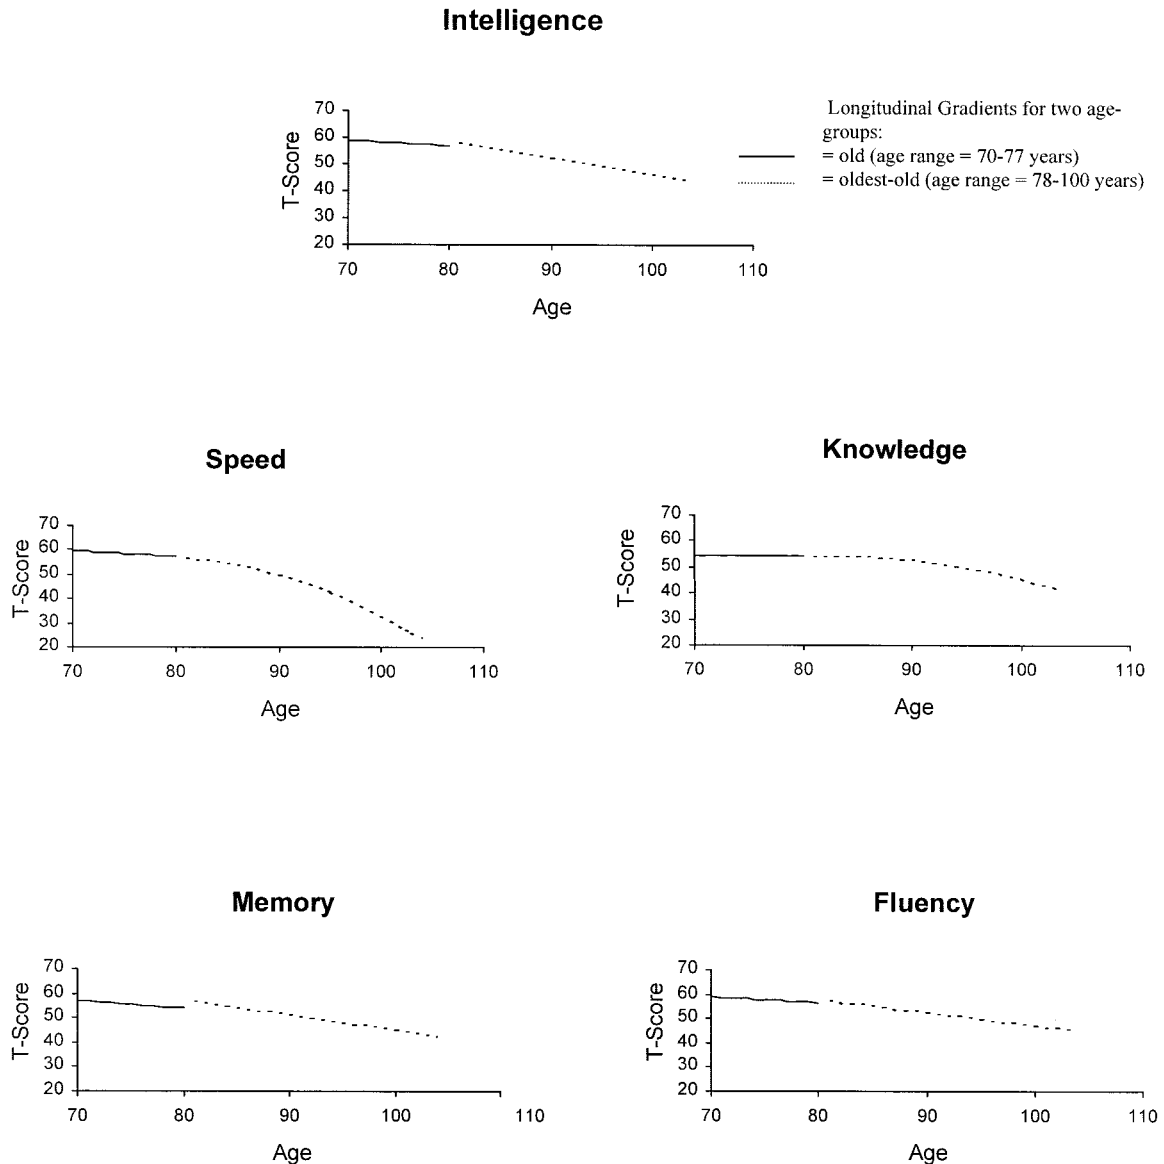 Intelligence
70
60
50
40
30
20
T-Score
70 80 90 100 110
Age
Longitudinal Gradients for two age-
groups:
= old (age range = 70-77 years)
= oldest-old (age range = 78-100 years)
Speed
70
60
50
40
30
20
T-Score
70 80 90 100 110
Age
Knowledge
70
60
50
40
30
20
T-Score
70 80 90 100 110
Age
Memory
70
60
50
40
30
20
T-Score
70 80 90 100 110
Age
Fluency
70
60
50
40
30
20
T-Score
70 80 90 100 110
Age